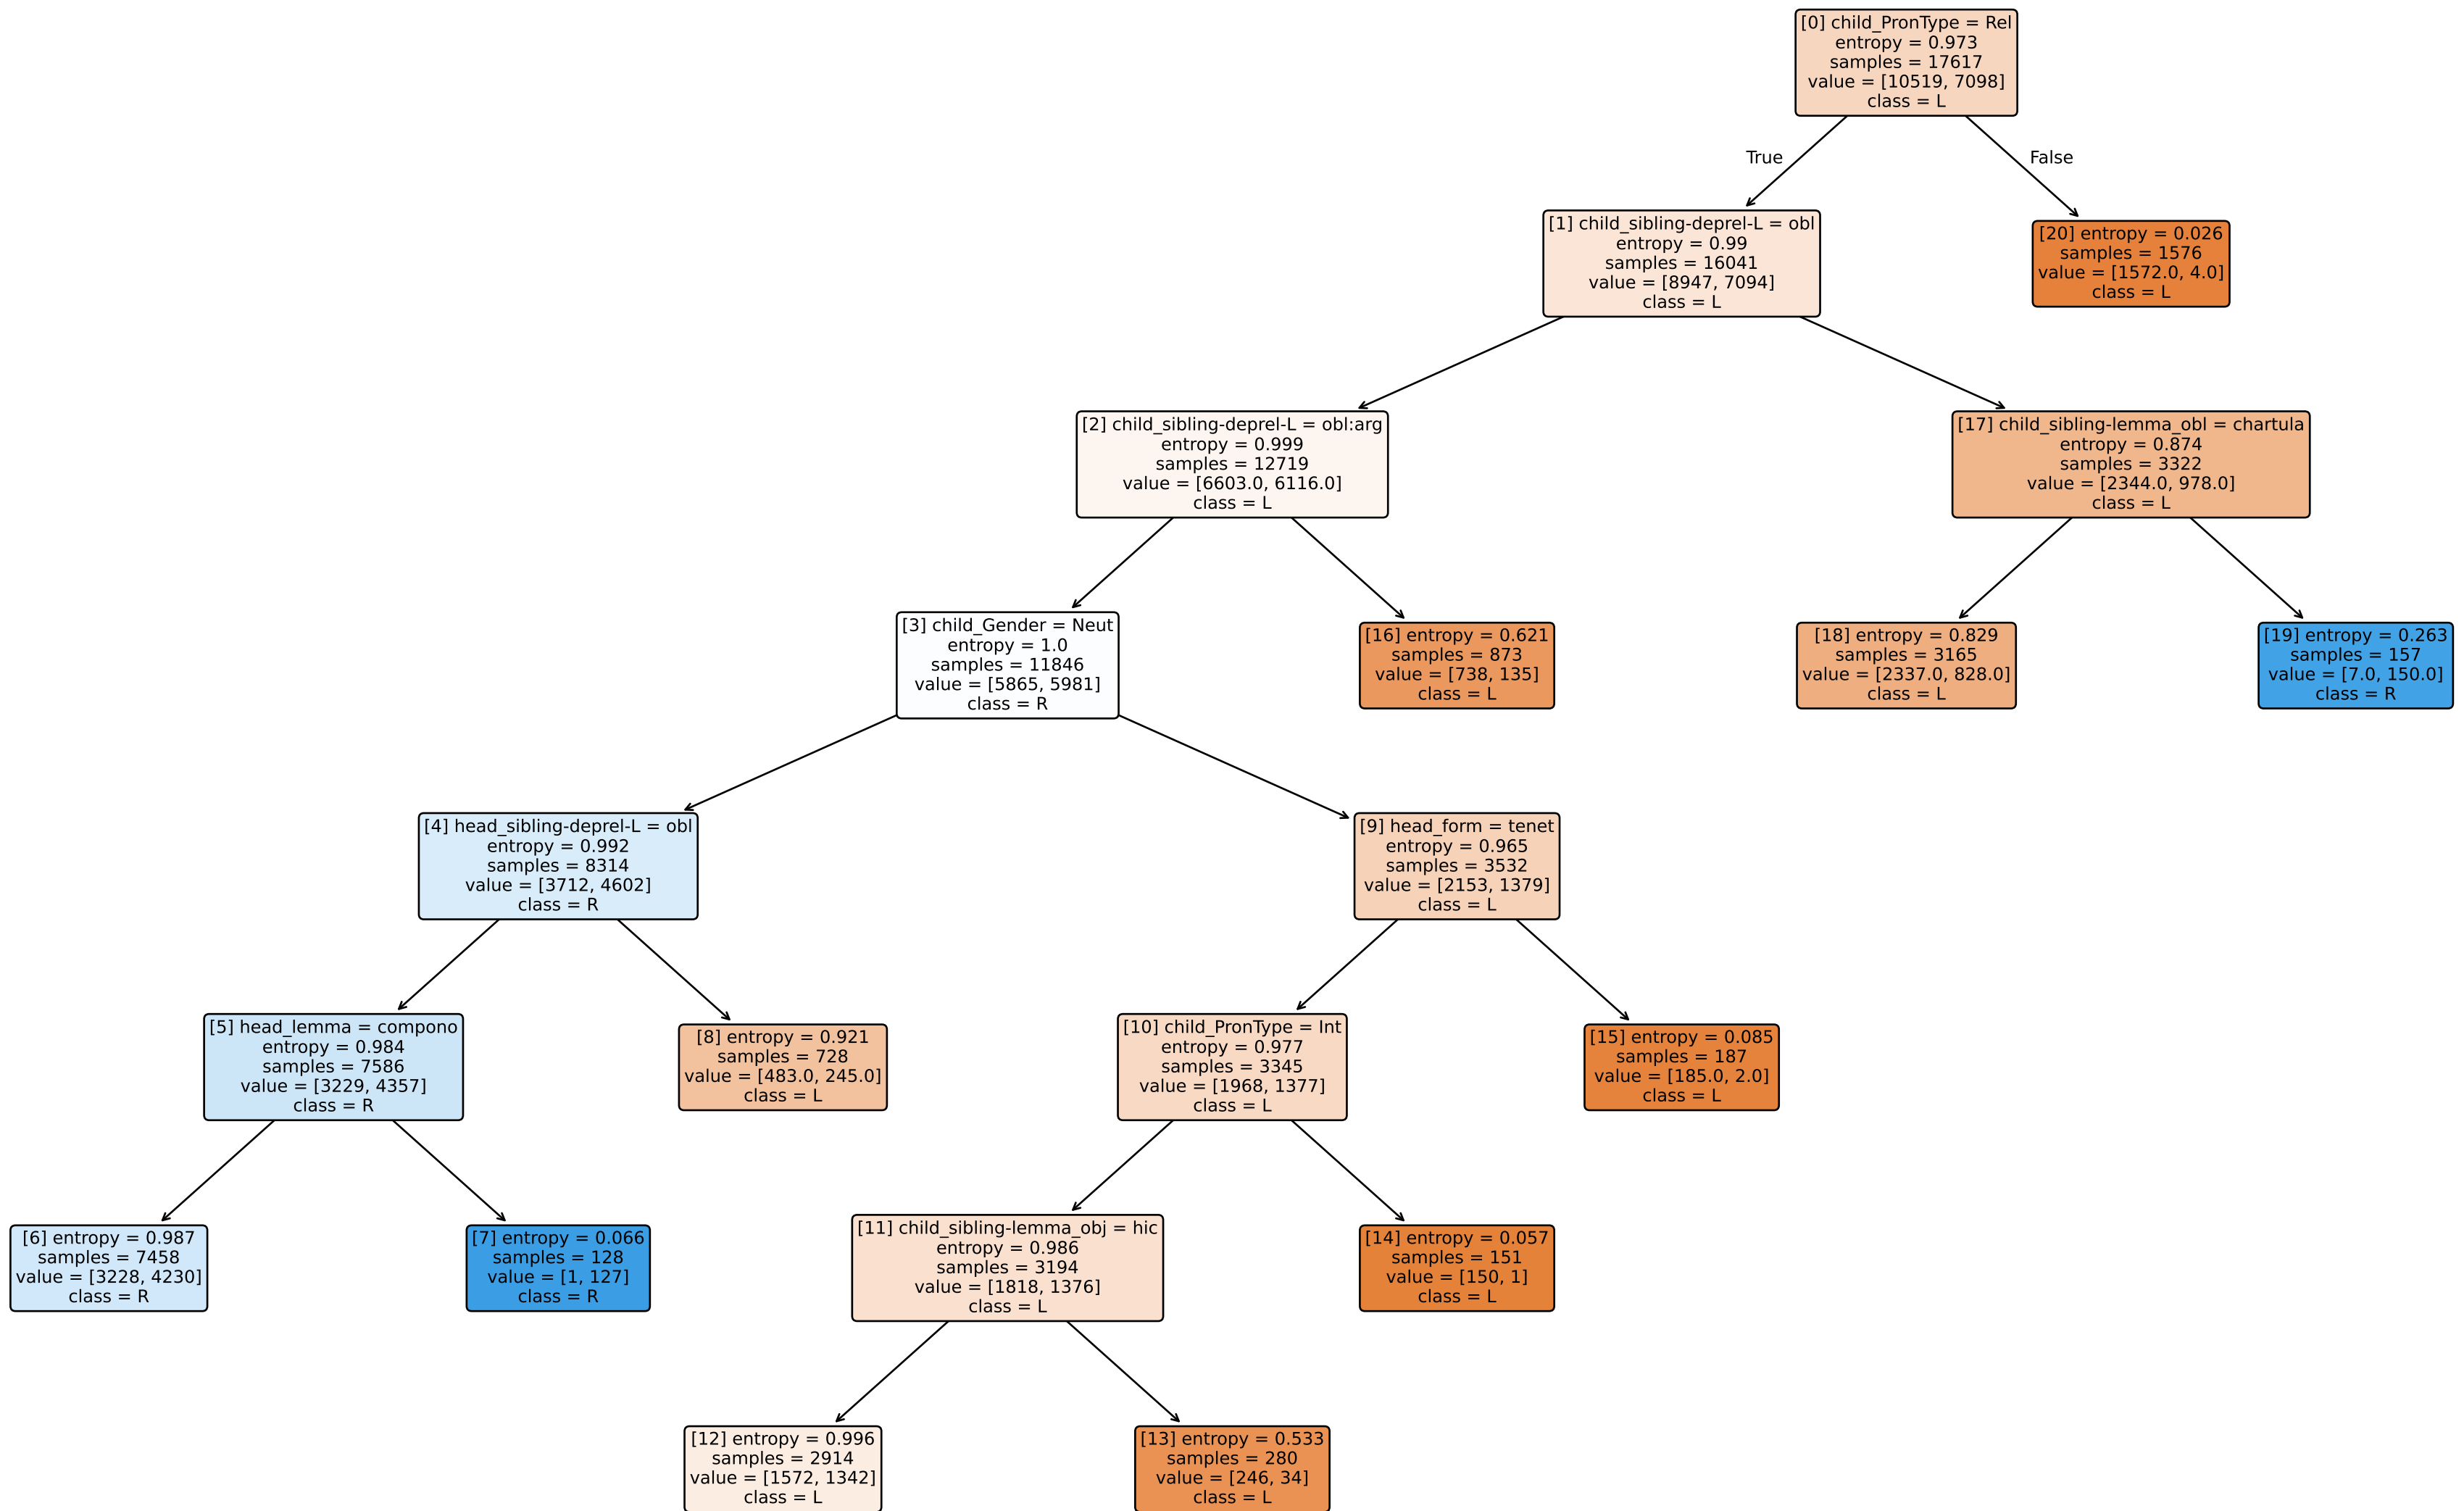 [0] child_PronType = Rel
entropy = 0.973
samples = 17617
value = [10519, 7098]
class = L
True
False
[1] child_sibling-deprel-L = obl
entropy = 0.99
samples = 16041
value = [8947, 7094]
class = L
[20] entropy = 0.026
samples = 1576
value = [1572.0, 4.0]
class = L
[2] child_sibling-deprel-L = obl:arg
entropy = 0.999
samples = 12719
value = [6603.0, 6116.0]
class = L
[17] child_sibling-lemma_obl = chartula
entropy = 0.874
samples = 3322
value = [2344.0, 978.0]
class = L
[3] child_Gender = Neut
entropy = 1.0
samples = 11846
value = [5865, 5981]
class = R
[16] entropy = 0.621
samples = 873
value = [738, 135]
class = L
[18] entropy = 0.829
samples = 3165
value = [2337.0, 828.0]
class = L
[19] entropy = 0.263
samples = 157
value = [7.0, 150.0]
class = R
[4] head_sibling-deprel-L = obl
entropy = 0.992
samples = 8314
value = [3712, 4602]
class = R
[9] head_form = tenet
entropy = 0.965
samples = 3532
value = [2153, 1379]
class = L
[5] head_lemma = compono
entropy = 0.984
samples = 7586
value = [3229, 4357]
class = R
[8] entropy = 0.921
samples = 728
value = [483.0, 245.0]
class = L
[10] child_PronType = Int
entropy = 0.977
samples = 3345
value = [1968, 1377]
class = L
[15] entropy = 0.085
samples = 187
value = [185.0, 2.0]
class = L
[6] entropy = 0.987
samples = 7458
value = [3228, 4230]
class = R
[7] entropy = 0.066
samples = 128
value = [1, 127]
class = R
[11] child_sibling-lemma_obj = hic
entropy = 0.986
samples = 3194
value = [1818, 1376]
class = L
[14] entropy = 0.057
samples = 151
value = [150, 1]
class = L
[12] entropy = 0.996
samples = 2914
value = [1572, 1342]
class = L
[13] entropy = 0.533
samples = 280
value = [246, 34]
class = L